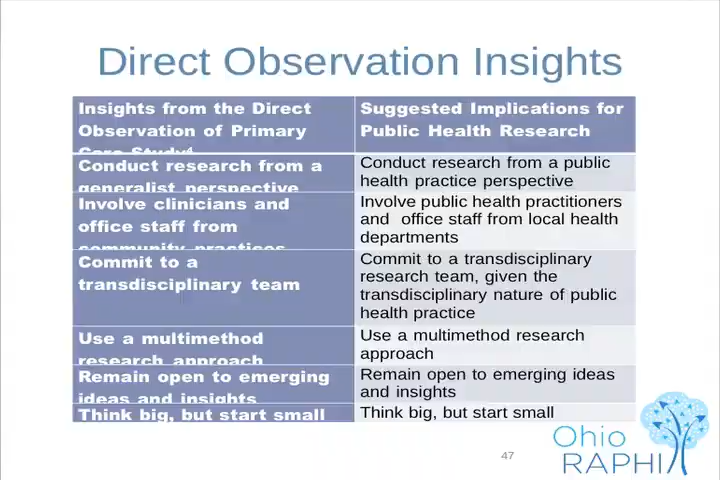 Direct Observation Insights
Insights from the Direct
Observation of Primary
Care Study⁴
Suggested Implications for
Public Health Research
Conduct research from a
generalist perspective
Conduct research from a public
health practice perspective
Involve clinicians and
office staff from
community practices
Involve public health practitioners
and office staff from local health
departments
Commit to a
transdisciplinary team
Commit to a transdisciplinary
research team, given the
transdisciplinary nature of public
health practice
Use a multimethod
research approach
Use a multimethod research
approach
Remain open to emerging
ideas and insights
Remain open to emerging ideas
and insights
Think big, but start small
Think big, but start small
47
Ohio
RAPHI